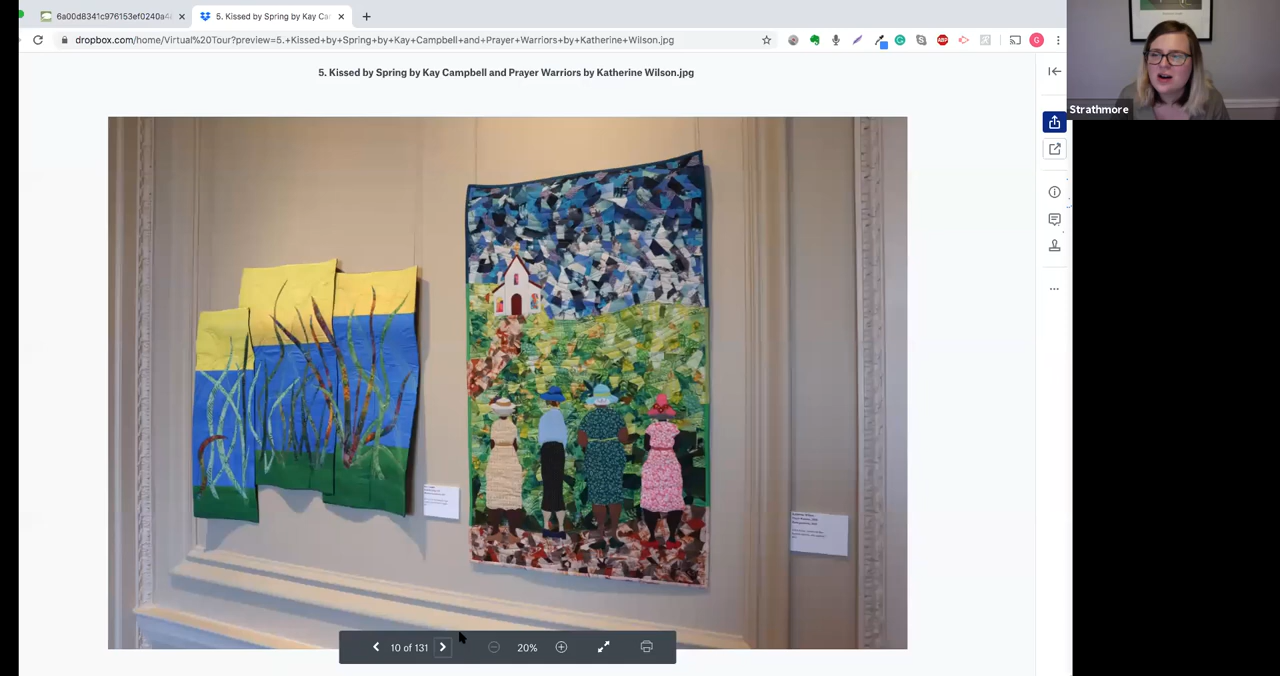 6a00d8341c976153ef0240a4
5. Kissed by Spring by Kay Ca
dropbox.com/home/Virtual%20Tour?preview=5.+Kissed+by+Spring+by+Kay+Campbell+and+Prayer+Warriors+by+Katherine+Wilson.jpg
ABP
G
5. Kissed by Spring by Kay Campbell and Prayer Warriors by Katherine Wilson.jpg
Strathmore
10 of 131
20%